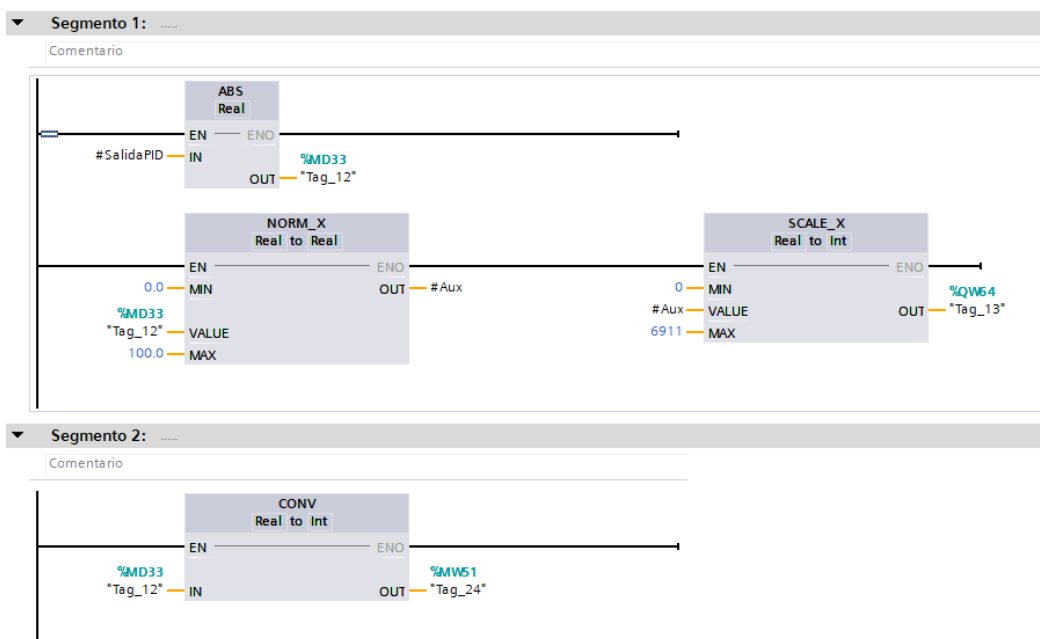 Segmento 1: .....
Comentario
ABS
Real
EN ENO
#SalidaPID IN
%MD33
OUT "Tag_12"
NORM_X
Real to Real
EN ENO
0.0 MIN OUT #Aux
%MD33
"Tag_12" VALUE
100.0 MAX
SCALE_X
Real to Int
EN ENO
0 MIN
%QW64
#Aux VALUE OUT "Tag_13"
6911 MAX
Segmento 2: .....
Comentario
CONV
Real to Int
EN ENO
%MD33 %MW51
"Tag_12" IN OUT "Tag_24"